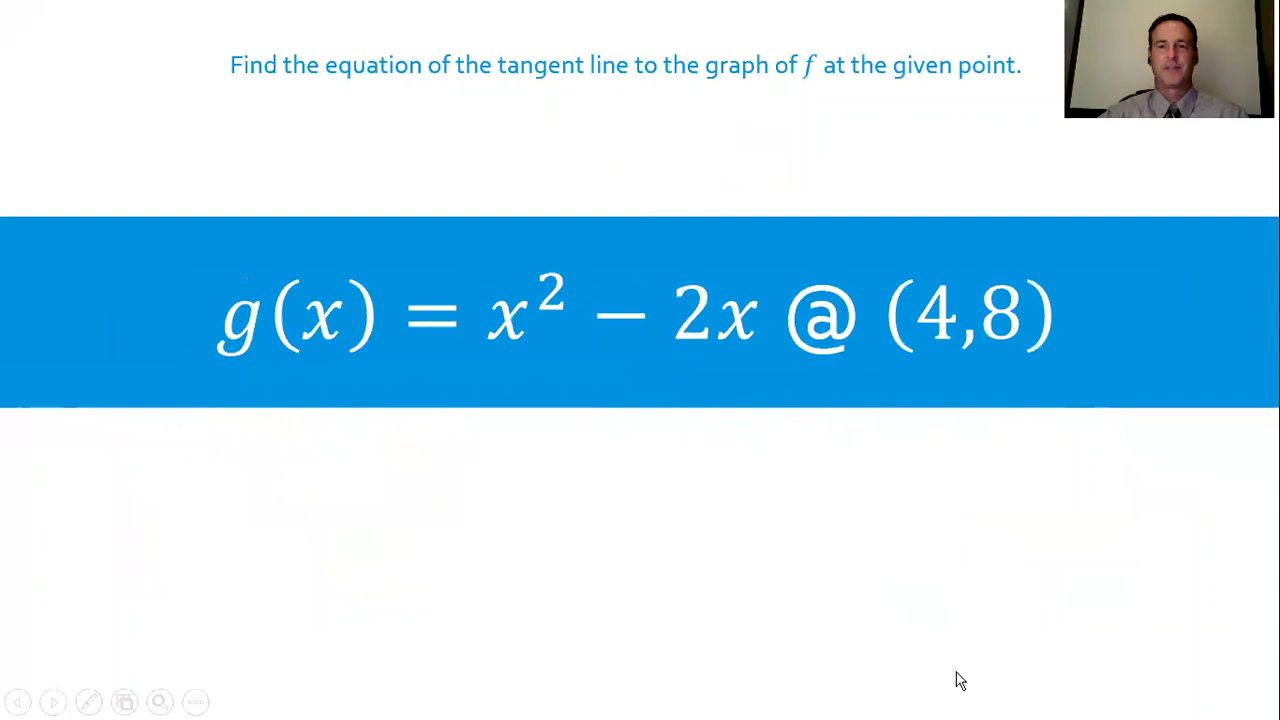 Find the equation of the tangent line to the graph of f at the given point.
g(x) = x² − 2x @ (4,8)